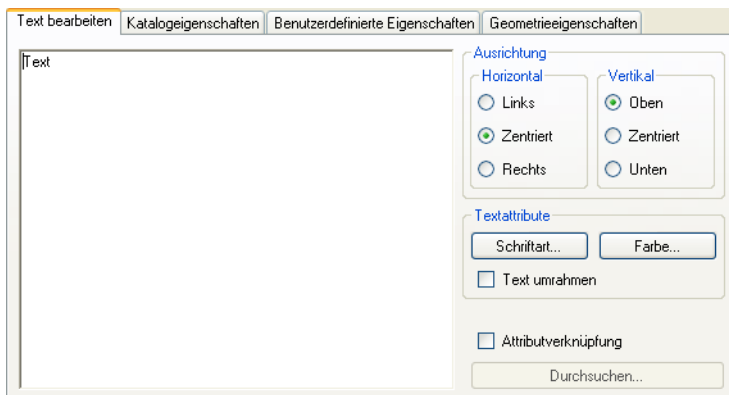 Text bearbeiten Katalogeigenschaften Benutzerdefinierte Eigenschaften Geometrieeigenschaften
Text
Ausrichtung
Horizontal
Links
Zentriert
Rechts
Vertikal
Oben
Zentriert
Unten
Textattribute
Schriftart... Farbe...
Text umrahmen
Attributverknüpfung
Durchsuchen...